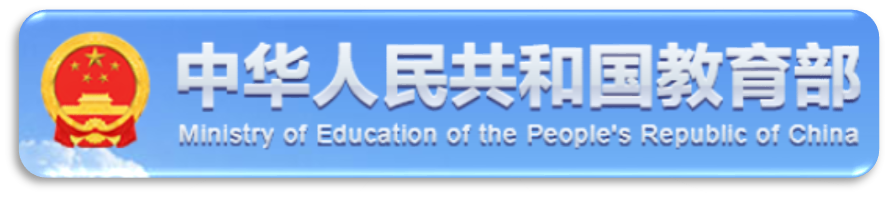 中华人民共和国教育部
Ministry of Education of the People's Republic of China